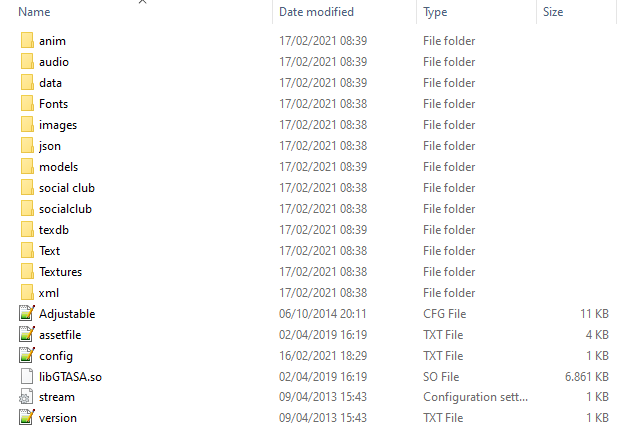 Name Date modified Type Size
anim 17/02/2021 08:39 File folder
audio 17/02/2021 08:39 File folder
data 17/02/2021 08:39 File folder
Fonts 17/02/2021 08:38 File folder
images 17/02/2021 08:38 File folder
json 17/02/2021 08:38 File folder
models 17/02/2021 08:39 File folder
social club 17/02/2021 08:38 File folder
socialclub 17/02/2021 08:38 File folder
texdb 17/02/2021 08:39 File folder
Text 17/02/2021 08:38 File folder
Textures 17/02/2021 08:38 File folder
xml 17/02/2021 08:38 File folder
Adjustable 06/10/2014 20:11 CFG File 11 KB
assetfile 02/04/2019 16:19 TXT File 4 KB
config 16/02/2021 18:29 TXT File 1 KB
libGTASA.so 02/04/2019 16:19 SO File 6.861 KB
stream 09/04/2013 15:43 Configuration sett... 1 KB
version 09/04/2013 15:43 TXT File 1 KB